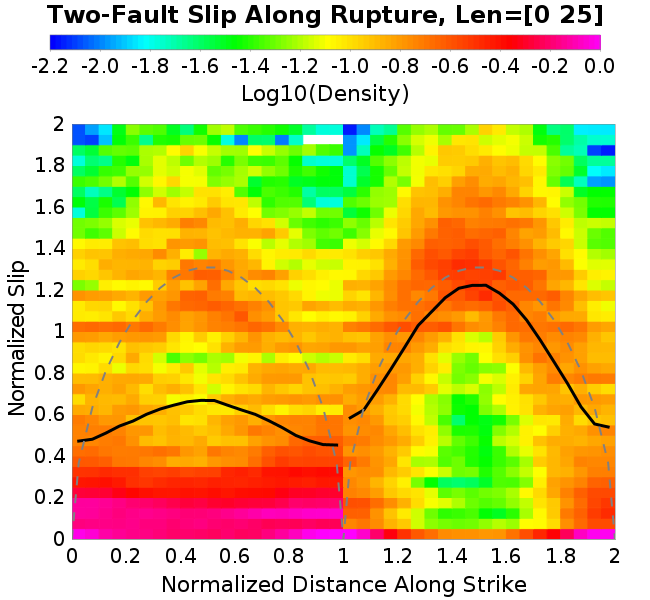 Two-Fault Slip Along Rupture, Len=[0 25]
-2.2 -2.0 -1.8 -1.6 -1.4 -1.2 -1.0 -0.8 -0.6 -0.4 -0.2 0.0
Log10(Density)
2
1.8
1.6
1.4
1.2
1
0.8
0.6
0.4
0.2
0
Normalized Slip
0 0.2 0.4 0.6 0.8 1 1.2 1.4 1.6 1.8 2
Normalized Distance Along Strike